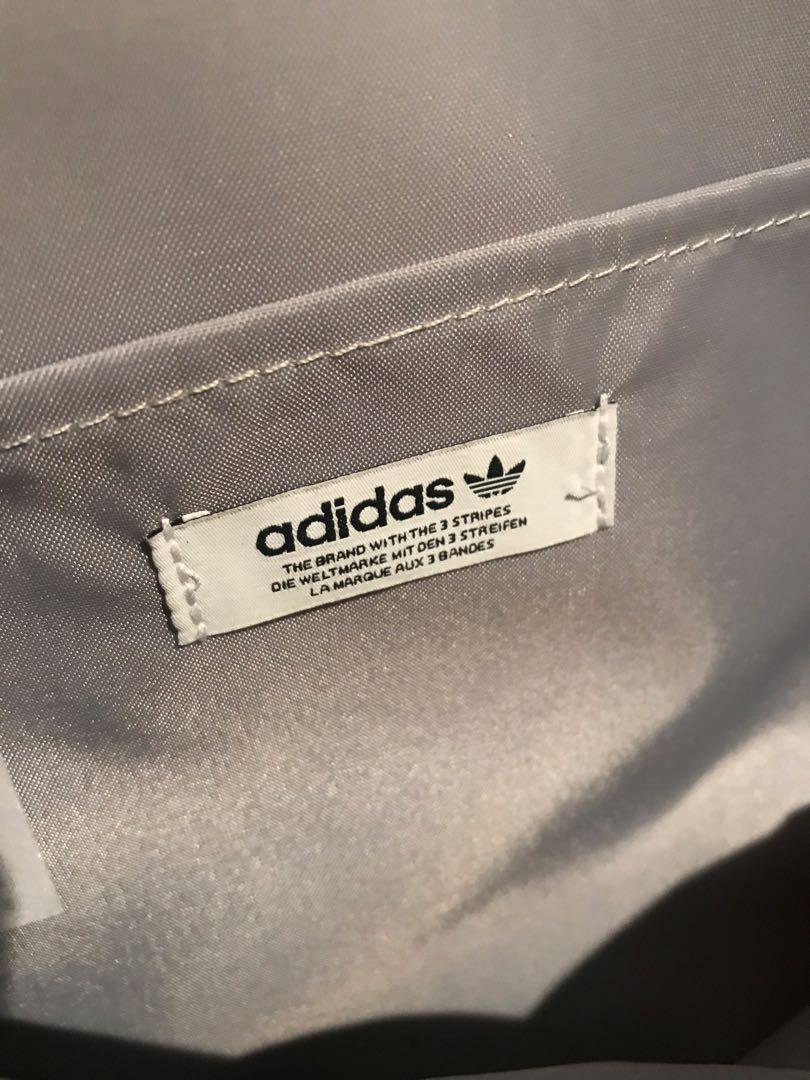 adidas
THE BRAND WITH THE 3 STRIPES
DIE WELTMARKE MIT DEN 3 STREIFEN
LA MARQUE AUX 3 BANDES